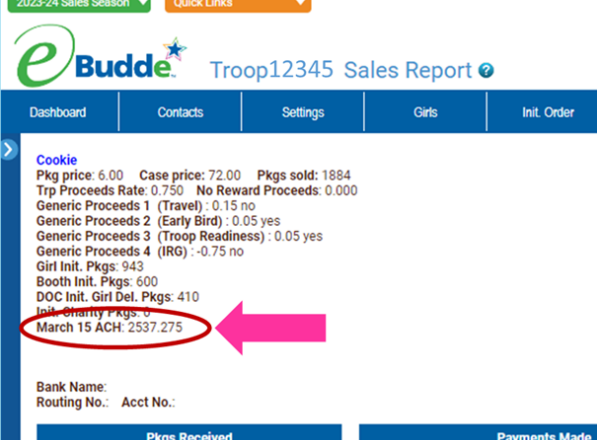 2023-24 Sales Season Quick Links
eBudde Troop12345 Sales Report ?
Dashboard Contacts Settings Girls Init. Order
Cookie
Pkg price: 6.00 Case price: 72.00 Pkgs sold: 1884
Trp Proceeds Rate: 0.750 No Reward Proceeds: 0.000
Generic Proceeds 1 (Travel) : 0.15 no
Generic Proceeds 2 (Early Bird) : 0.05 yes
Generic Proceeds 3 (Troop Readiness) : 0.05 yes
Generic Proceeds 4 (IRG) : -0.75 no
Girl Init. Pkgs: 943
Booth Init. Pkgs: 600
DOC Init. Girl Del. Pkgs: 410
Init. Charity Pkgs: 0
March 15 ACH: 2537.275
Bank Name:
Routing No.: Acct No.:
Pkgs Received Payments Made